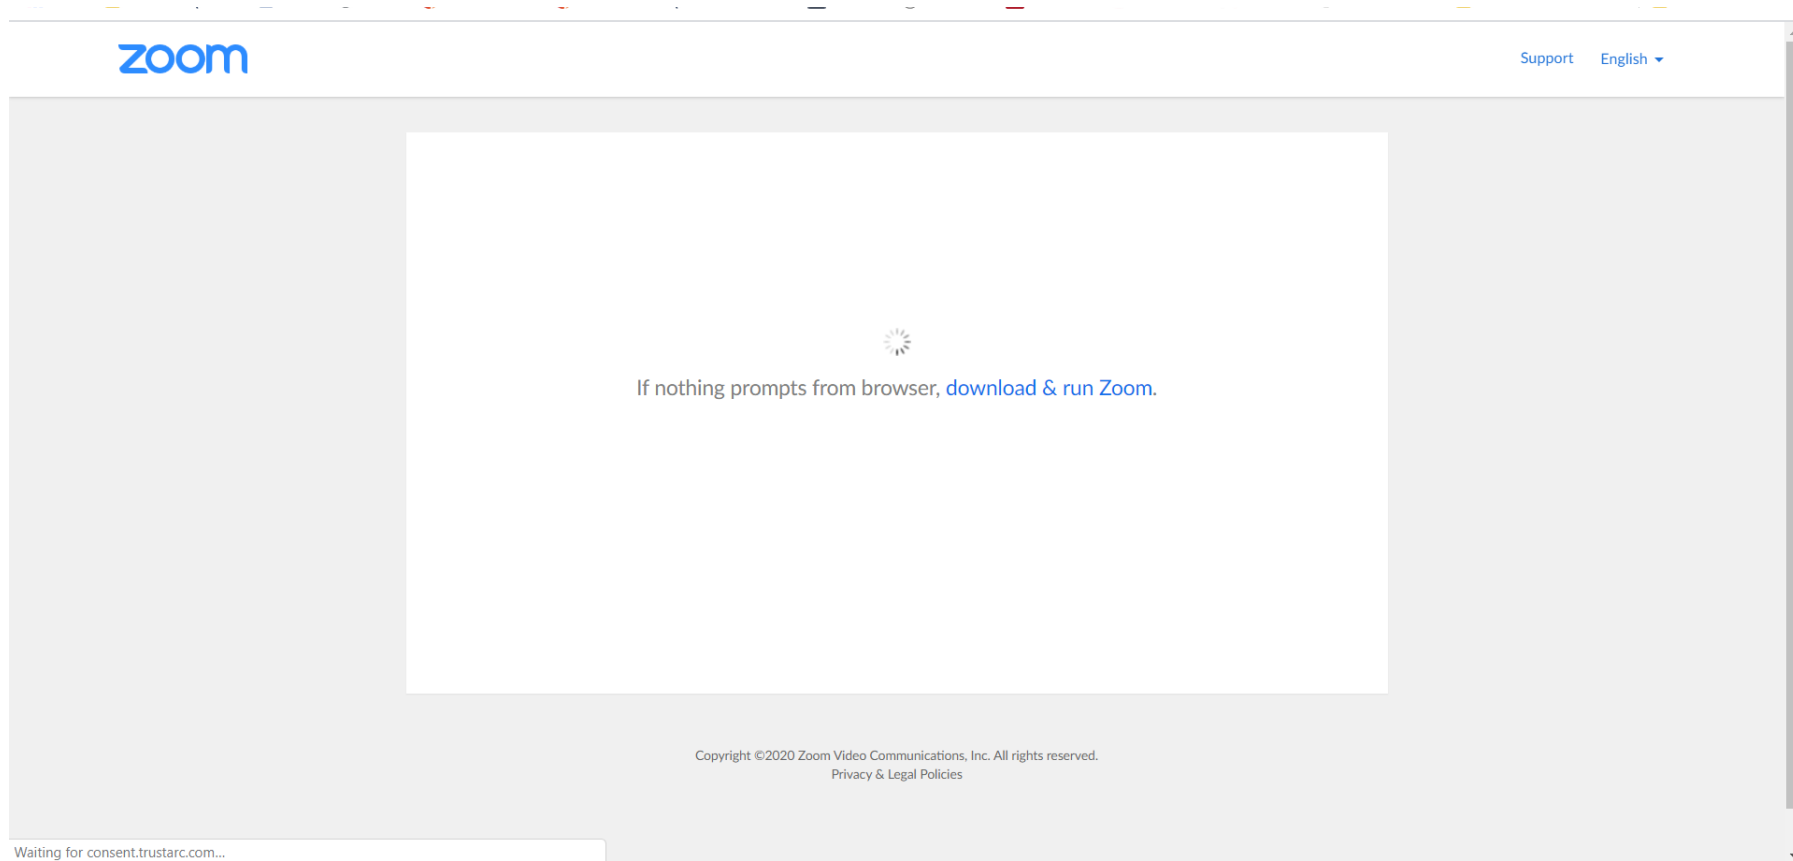 zoom
Support English
If nothing prompts from browser, download & run Zoom.
Copyright ©2020 Zoom Video Communications, Inc. All rights reserved.
Privacy & Legal Policies
Waiting for consent.trustarc.com...